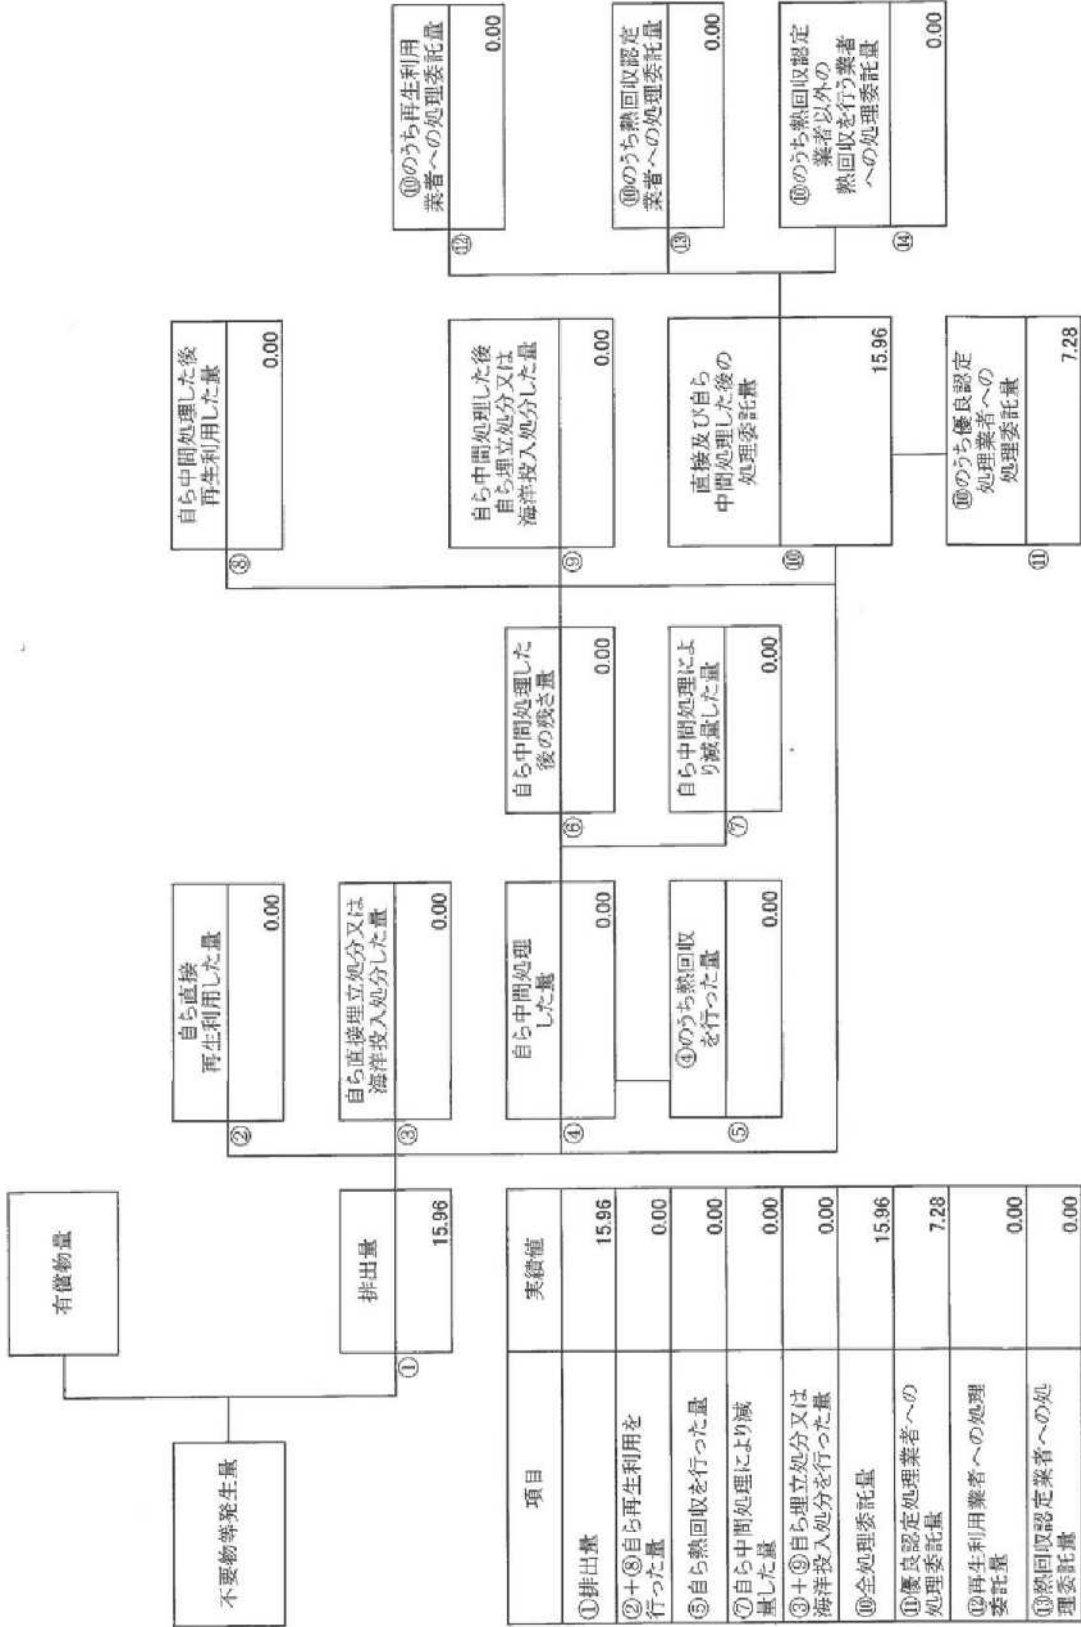 不要物等発生量
有償物量
排出量
①
15.96
自ら直接
再生利用した量
②
0.00
自ら直接埋立処分又は
海洋投入処分した量
③
0.00
自ら中間処理
した量
④
0.00
④のうち熱回収
を行った量
⑤
0.00
自ら中間処理した
後の残さ量
⑥
0.00
自ら中間処理によ
り減量した量
⑦
0.00
自ら中間処理した後
再生利用した量
⑧
0.00
自ら中間処理した後
自ら埋立処分又は
海洋投入処分した量
⑨
0.00
直接及び自ら
中間処理した後の
処理委託量
⑩
15.96
⑩のうち優良認定
処理業者への
処理委託量
⑪
7.28
⑩のうち再生利用
業者への処理委託量
⑫
0.00
⑩のうち熱回収認定
業者への処理委託量
⑬
0.00
⑩のうち熱回収認定
業者以外の
熱回収を行う業者
への処理委託量
⑭
0.00
項目 実績値
①排出量 15.96
②+⑧自ら再生利用を
行った量 0.00
⑤自ら熱回収を行った量 0.00
⑦自ら中間処理により減
量した量 0.00
③+⑨自ら埋立処分又は
海洋投入処分を行った量 0.00
⑩全処理委託量 15.96
⑪優良認定処理業者への
処理委託量 7.28
⑫再生利用業者への処理
委託量 0.00
⑬熱回収認定業者への処
理委託量 0.00